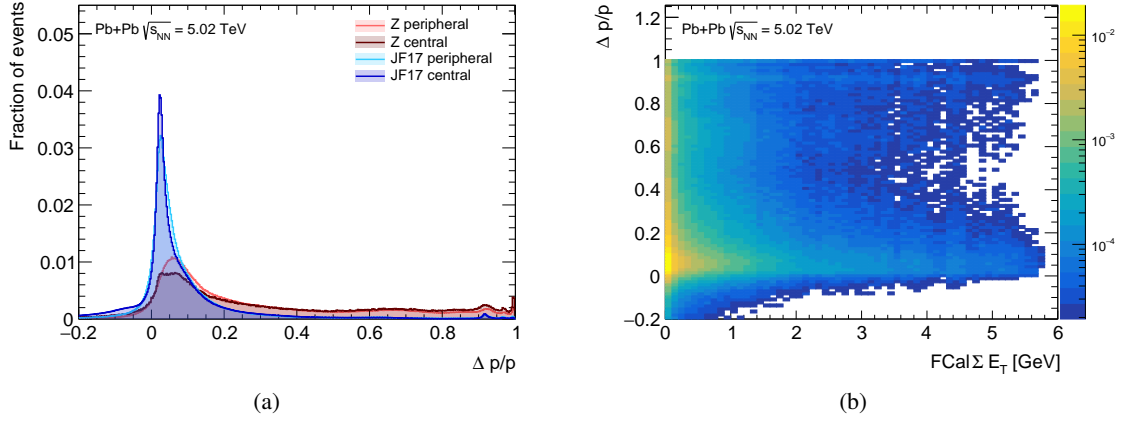 Pb+Pb √s_NN = 5.02 TeV
Z peripheral
Z central
JF17 peripheral
JF17 central
Fraction of events
0.05
0.04
0.03
0.02
0.01
0
−0.2 0 0.2 0.4 0.6 0.8 1
Δ p/p
(a)
Pb+Pb √s_NN = 5.02 TeV
Δ p/p
1.2
1
0.8
0.6
0.4
0.2
0
−0.2
0 1 2 3 4 5 6
FCal Σ E_T [GeV]
10⁻²
10⁻³
10⁻⁴
(b)